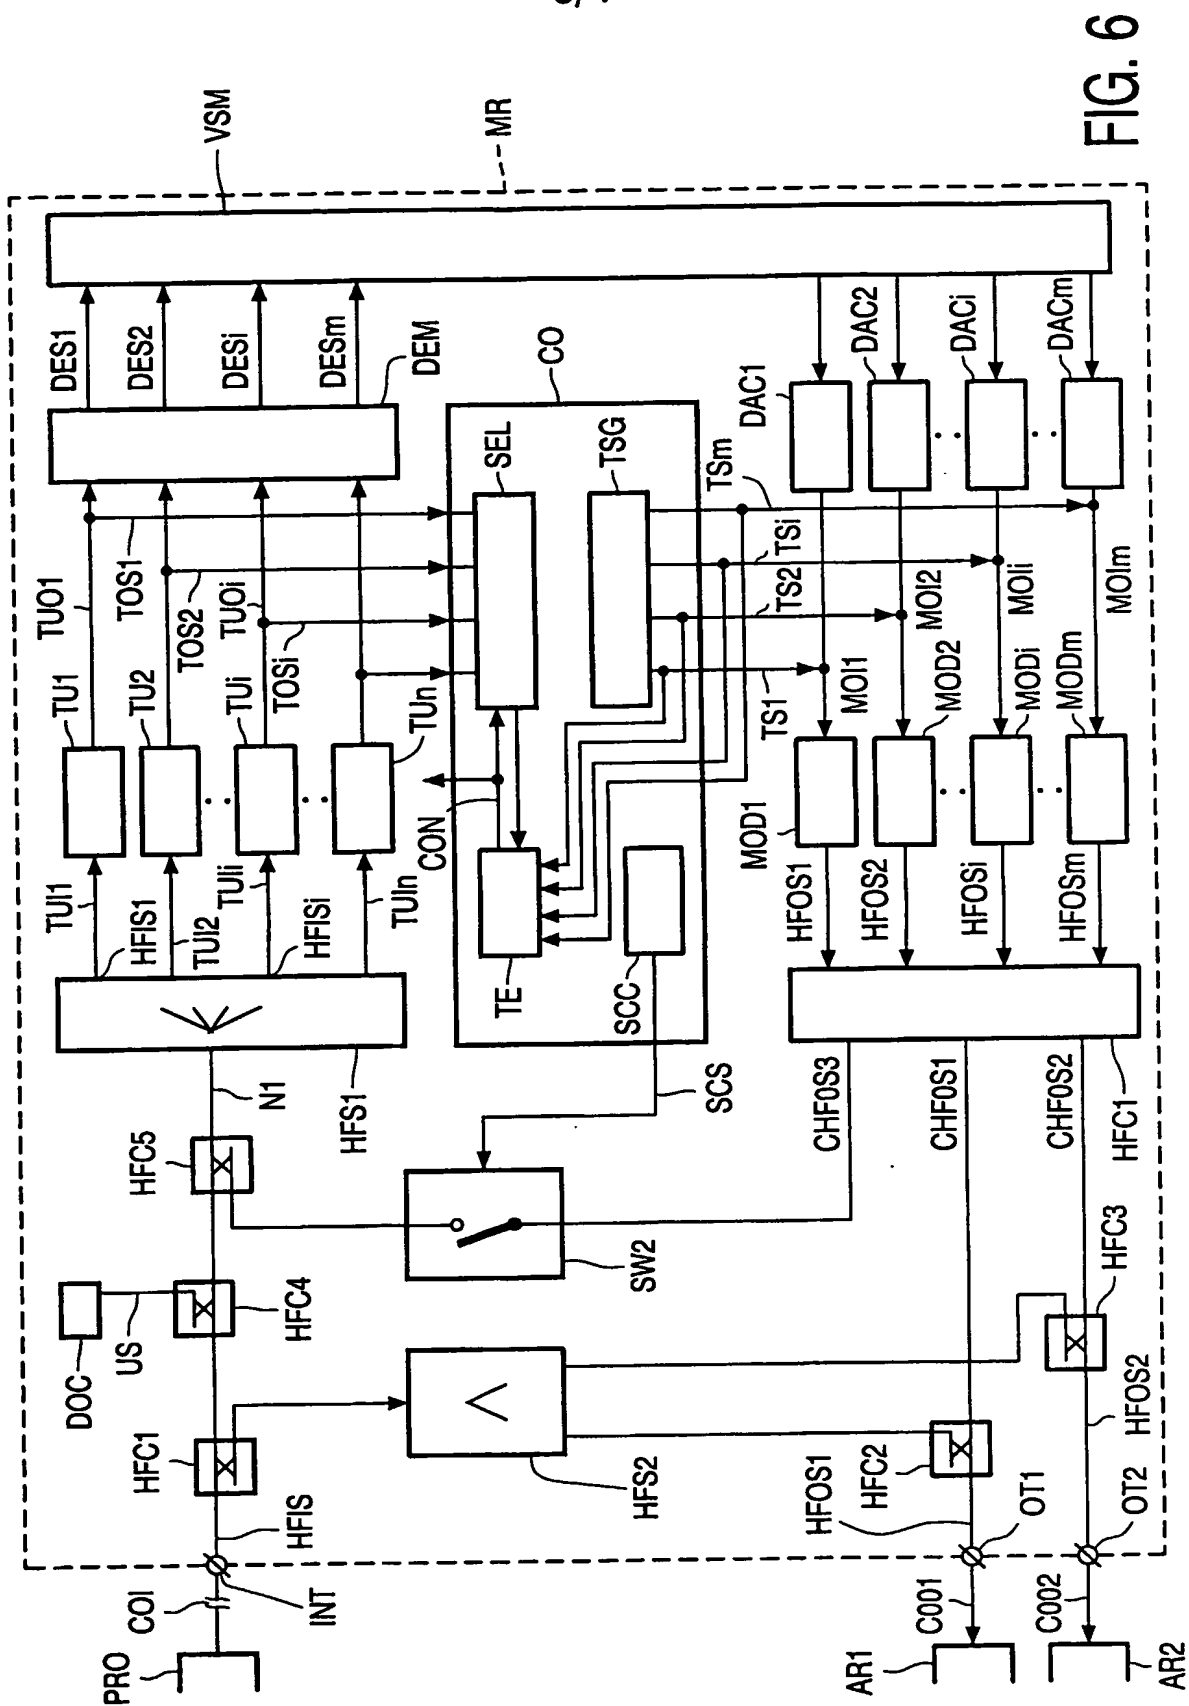 FIG. 6
VSM
MR
DES1
DES2
DESi
DESm
DEM
CO
DAC1
DAC2
DACi
DACm
SEL
TSG
TSm
TSi
TS2
TS1
TUO1
TOS1
TOS2
TUOi
TOSi
TU1
TU2
TUi
TUn
MOI1
MOI2
MOIi
MOIm
MOD1
MOD2
MODi
MODm
CON
TE
SCC
TUI1
HFIS1
TUI2
TUIi
HFISi
TUIn
HFOS1
HFOS2
HFOSi
HFOSm
N1
HFS1
SCS
CHFOS3
CHFOS1
CHFOS2
HFC1
HFC5
SW2
HFC3
DOC
US
HFC4
HFC1
HFS2
HFC2
HFOS1
HFOS2
HFIS
OT1
OT2
COI
INT
COO1
COO2
PRO
AR1
AR2